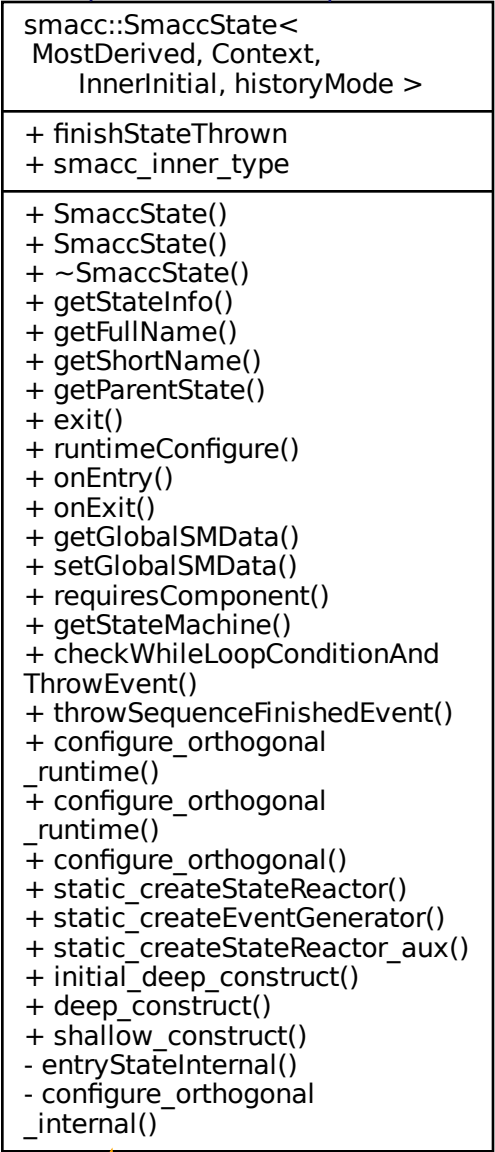 smacc::SmaccState<
MostDerived, Context,
InnerInitial, historyMode >
+ finishStateThrown
+ smacc_inner_type
+ SmaccState()
+ SmaccState()
+ ~SmaccState()
+ getStateInfo()
+ getFullName()
+ getShortName()
+ getParentState()
+ exit()
+ runtimeConfigure()
+ onEntry()
+ onExit()
+ getGlobalSMData()
+ setGlobalSMData()
+ requiresComponent()
+ getStateMachine()
+ checkWhileLoopConditionAnd
ThrowEvent()
+ throwSequenceFinishedEvent()
+ configure_orthogonal
_runtime()
+ configure_orthogonal
_runtime()
+ configure_orthogonal()
+ static_createStateReactor()
+ static_createEventGenerator()
+ static_createStateReactor_aux()
+ initial_deep_construct()
+ deep_construct()
+ shallow_construct()
- entryStateInternal()
- configure_orthogonal
_internal()